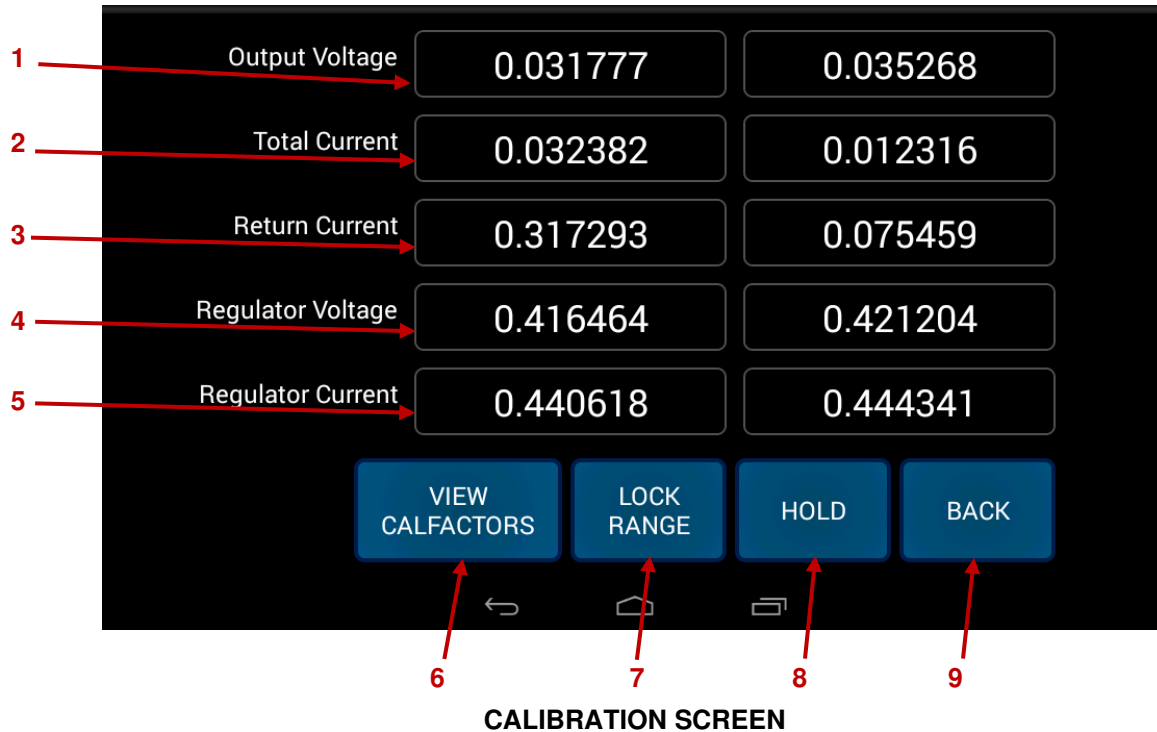 1 Output Voltage 0.031777 0.035268
2 Total Current 0.032382 0.012316
3 Return Current 0.317293 0.075459
4 Regulator Voltage 0.416464 0.421204
5 Regulator Current 0.440618 0.444341
VIEW CALFACTORS
LOCK RANGE
HOLD
BACK
6 7 8 9
CALIBRATION SCREEN